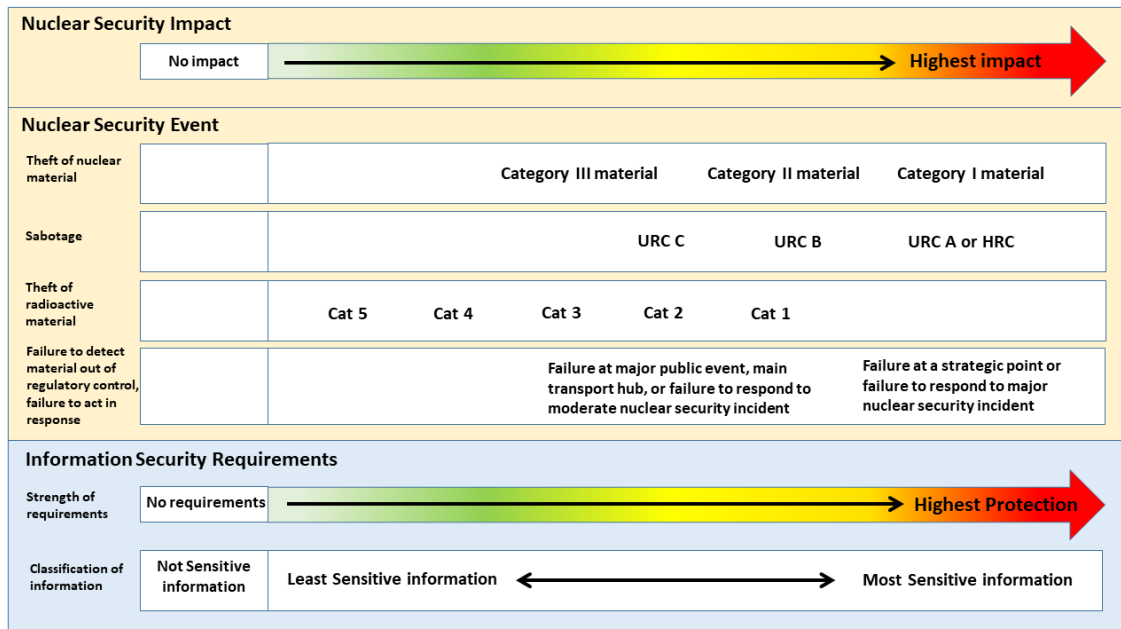 Nuclear Security Impact
No impact
Highest impact
Nuclear Security Event
Theft of nuclear
material
Category III material
Category II material
Category I material
Sabotage
URC C
URC B
URC A or HRC
Theft of
radioactive
material
Cat 5
Cat 4
Cat 3
Cat 2
Cat 1
Failure to detect
material out of
regulatory control,
failure to act in
response
Failure at major public event, main
transport hub, or failure to respond to
moderate nuclear security incident
Failure at a strategic point or
failure to respond to major
nuclear security incident
Information Security Requirements
Strength of
requirements
No requirements
Highest Protection
Classification of
information
Not Sensitive
information
Least Sensitive information
Most Sensitive information